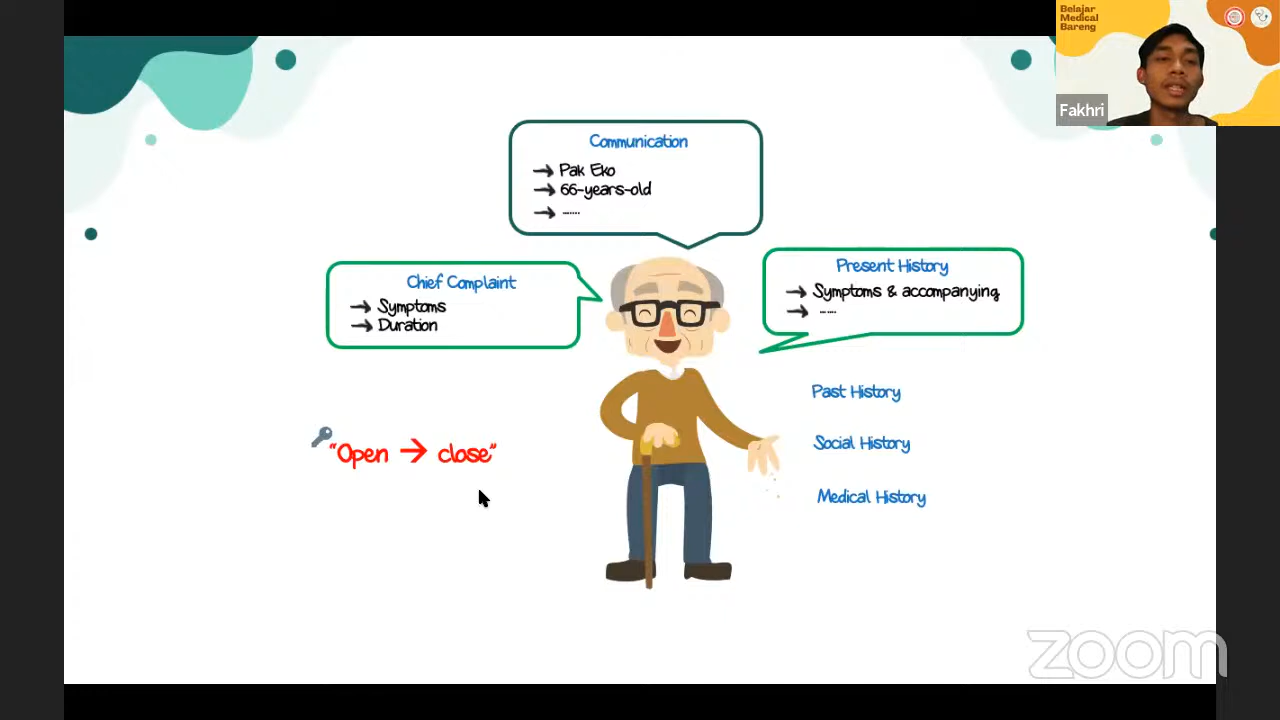 Belajar
Medical
Bareng
Fakhri
Communication
→ Pak Eko
→ 66-years-old
→ .......
Chief Complaint
→ Symptoms
→ Duration
Present History
→ Symptoms & accompanying
→ ......
Past History
Social History
Medical History
"Open → close"
zoom